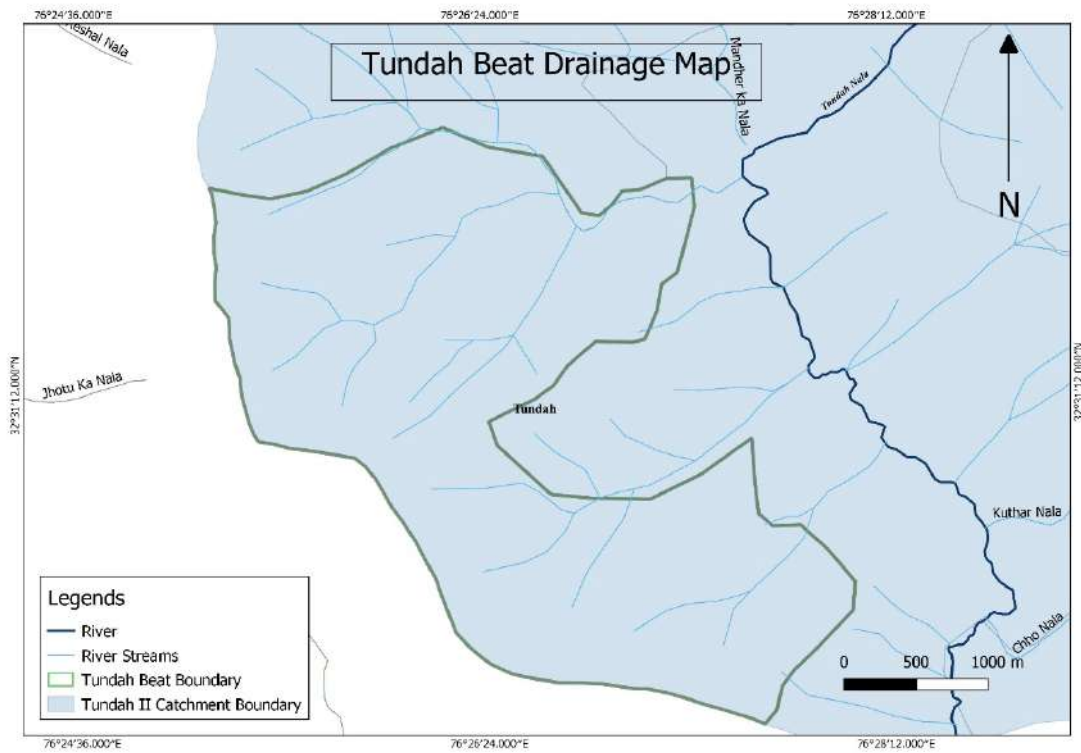 76°24'36.000"E
76°26'24.000"E
76°28'12.000"E
Keshal Nala
Tundah Beat Drainage Map
Mandher ka Nala
Tundah Nala
N
32°31'12.000"N
32°31'12.000"N
Jhotu Ka Nala
Tundah
Kuthar Nala
Chho Nala
Legends
River
River Streams
Tundah Beat Boundary
Tundah II Catchment Boundary
0 500 1000 m
76°24'36.000"E
76°26'24.000"E
76°28'12.000"E